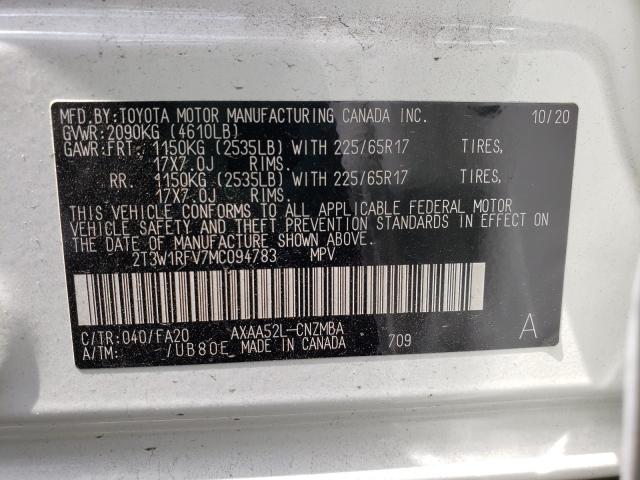 MFD.BY:TOYOTA MOTOR MANUFACTURING CANADA INC. 10/20
GVWR:2090KG (4610LB)
GAWR:FRT. 1150KG (2535LB) WITH 225/65R17 TIRES,
17X7.0J RIMS.
RR. 1150KG (2535LB) WITH 225/65R17 TIRES,
17X7.0J RIMS.
THIS VEHICLE CONFORMS TO ALL APPLICABLE FEDERAL MOTOR
VEHICLE SAFETY AND THEFT PREVENTION STANDARDS IN EFFECT ON
THE DATE OF MANUFACTURE SHOWN ABOVE.
2T3W1RFV7MC094783 MPV
C/TR:040/FA20 AXAA52L-CNZMBA A
A/TM: /UB80E MADE IN CANADA 709